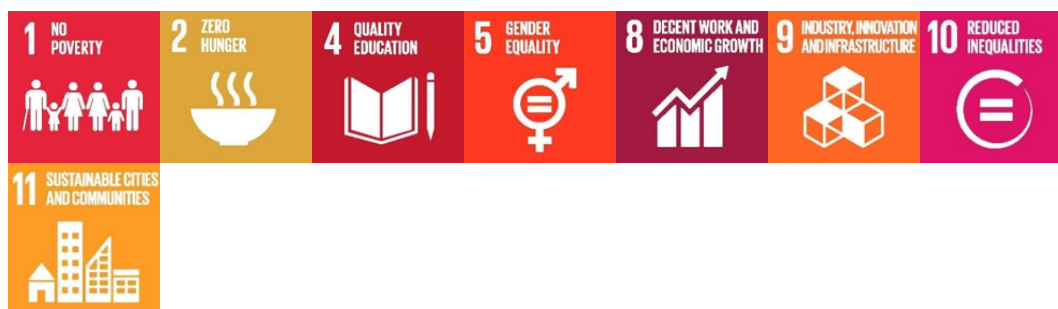 1 NO
POVERTY
2 ZERO
HUNGER
4 QUALITY
EDUCATION
5 GENDER
EQUALITY
8 DECENT WORK AND
ECONOMIC GROWTH
9 INDUSTRY, INNOVATION
AND INFRASTRUCTURE
10 REDUCED
INEQUALITIES
11 SUSTAINABLE CITIES
AND COMMUNITIES